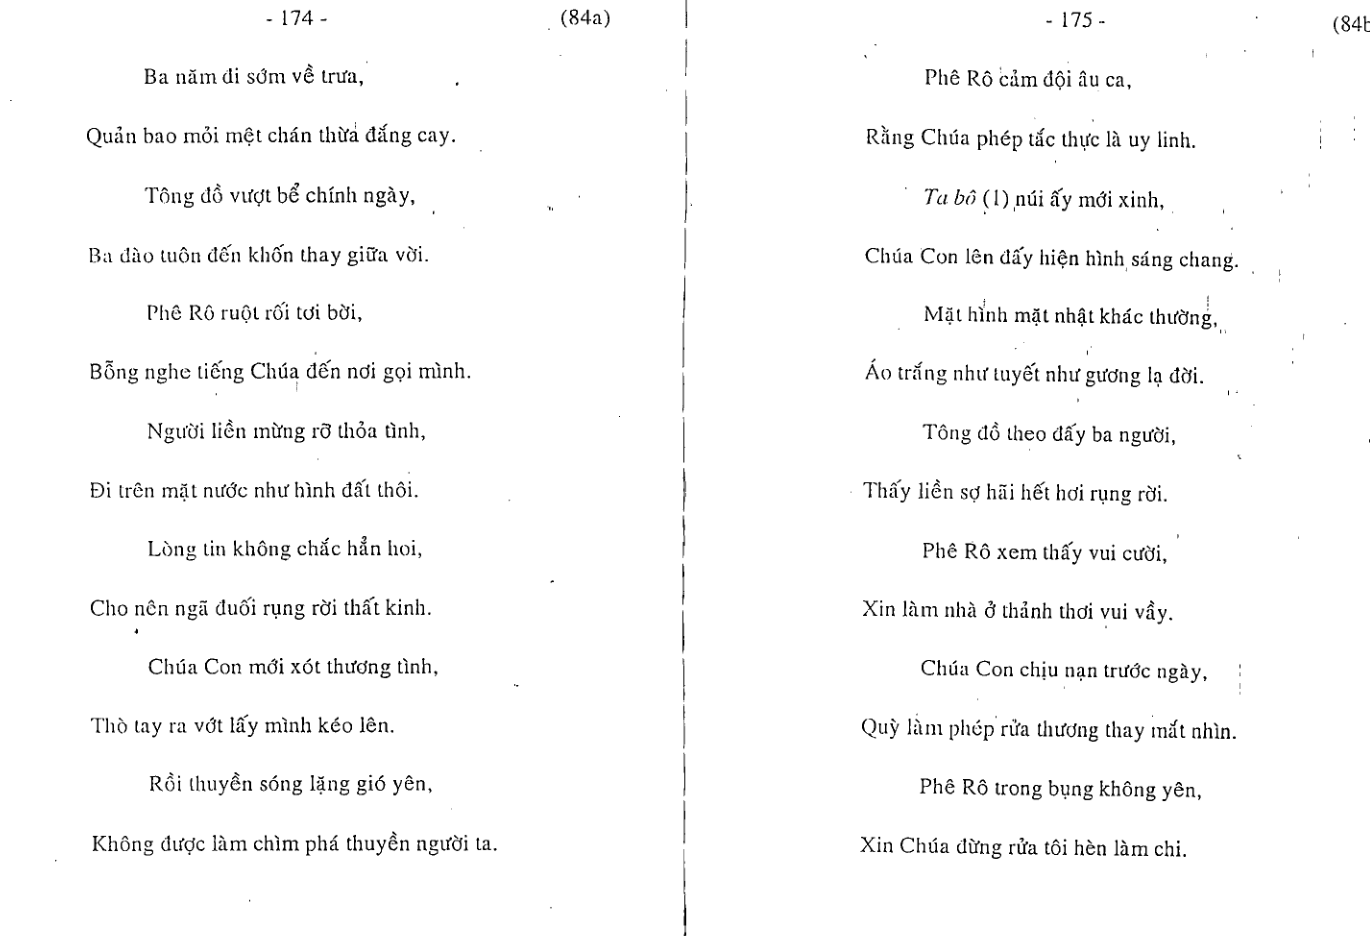 - 174 - (84a)
Ba năm đi sớm về trưa,
Quản bao mỏi mệt chán thừa đắng cay.
Tông đồ vượt bể chính ngày,
Ba đào tuôn đến khốn thay giữa vời.
Phê Rô ruột rối tơi bời,
Bỗng nghe tiếng Chúa đến nơi gọi mình.
Người liền mừng rỡ thỏa tình,
Đi trên mặt nước như hình đất thôi.
Lòng tin không chắc hẳn hoi,
Cho nên ngã đuối rụng rời thất kinh.
Chúa Con mới xót thương tình,
Thò tay ra vớt lấy mình kéo lên.
Rồi thuyền sóng lặng gió yên,
Không được làm chìm phá thuyền người ta.
- 175 - (84b
Phê Rô cảm đội âu ca,
Rằng Chúa phép tắc thực là uy linh.
Ta bô (1) núi ấy mới xinh,
Chúa Con lên đấy hiện hình sáng chang.
Mặt hình mặt nhật khác thường,
Áo trắng như tuyết như gương lạ đời.
Tông đồ theo đấy ba người,
Thấy liền sợ hãi hết hơi rụng rời.
Phê Rô xem thấy vui cười,
Xin làm nhà ở thảnh thơi vui vầy.
Chúa Con chịu nạn trước ngày,
Quỳ làm phép rửa thương thay mắt nhìn.
Phê Rô trong bụng không yên,
Xin Chúa đừng rửa tôi hèn làm chi.